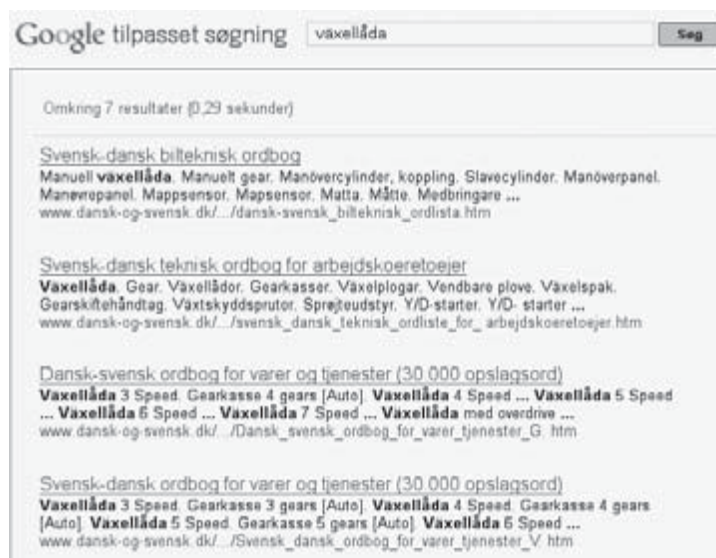 Google tilpasset søgning växellåda Søg
Omkring 7 resultater (0,29 sekunder)
Svensk-dansk bilteknisk ordbog
Manuell växellåda. Manuelt gear. Manövercylinder, koppling. Slavecylinder. Manöverpanel.
Manøvrepanel. Mappsensor. Mapsensor. Matta. Måtte. Medbringare ...
www.dansk-og-svensk.dk/.../dansk-svensk_bilteknisk_ordlista.htm
Svensk-dansk teknisk ordbog for arbejdskoeretoejer
Växellåda. Gear. Växellådor. Gearkasser. Växelplogar. Vendbare plove. Växelspak.
Gearskiftehåndtag. Växtskyddsprutor. Sprøjteudstyr. Y/D-starter. Y/D- starter ...
www.dansk-og-svensk.dk/.../svensk_dansk_teknisk_ordliste_for_ arbejdskoeretoejer.htm
Dansk-svensk ordbog for varer og tjenester (30.000 opslagsord)
Växellåda 3 Speed. Gearkasse 4 gears [Auto]. Växellåda 4 Speed ... Växellåda 5 Speed
... Växellåda 6 Speed ... Växellåda 7 Speed ... Växellåda med overdrive ...
www.dansk-og-svensk.dk/.../Dansk_svensk_ordbog_for_varer_tjenester_G. htm
Svensk-dansk ordbog for varer og tjenester (30.000 opslagsord)
Växellåda 3 Speed. Gearkasse 3 gears [Auto]. Växellåda 4 Speed. Gearkasse 4 gears
[Auto]. Växellåda 5 Speed. Gearkasse 5 gears [Auto]. Växellåda 6 Speed ...
www.dansk-og-svensk.dk/.../Svensk_dansk_ordbog_for_varer_tjenester_V. htm